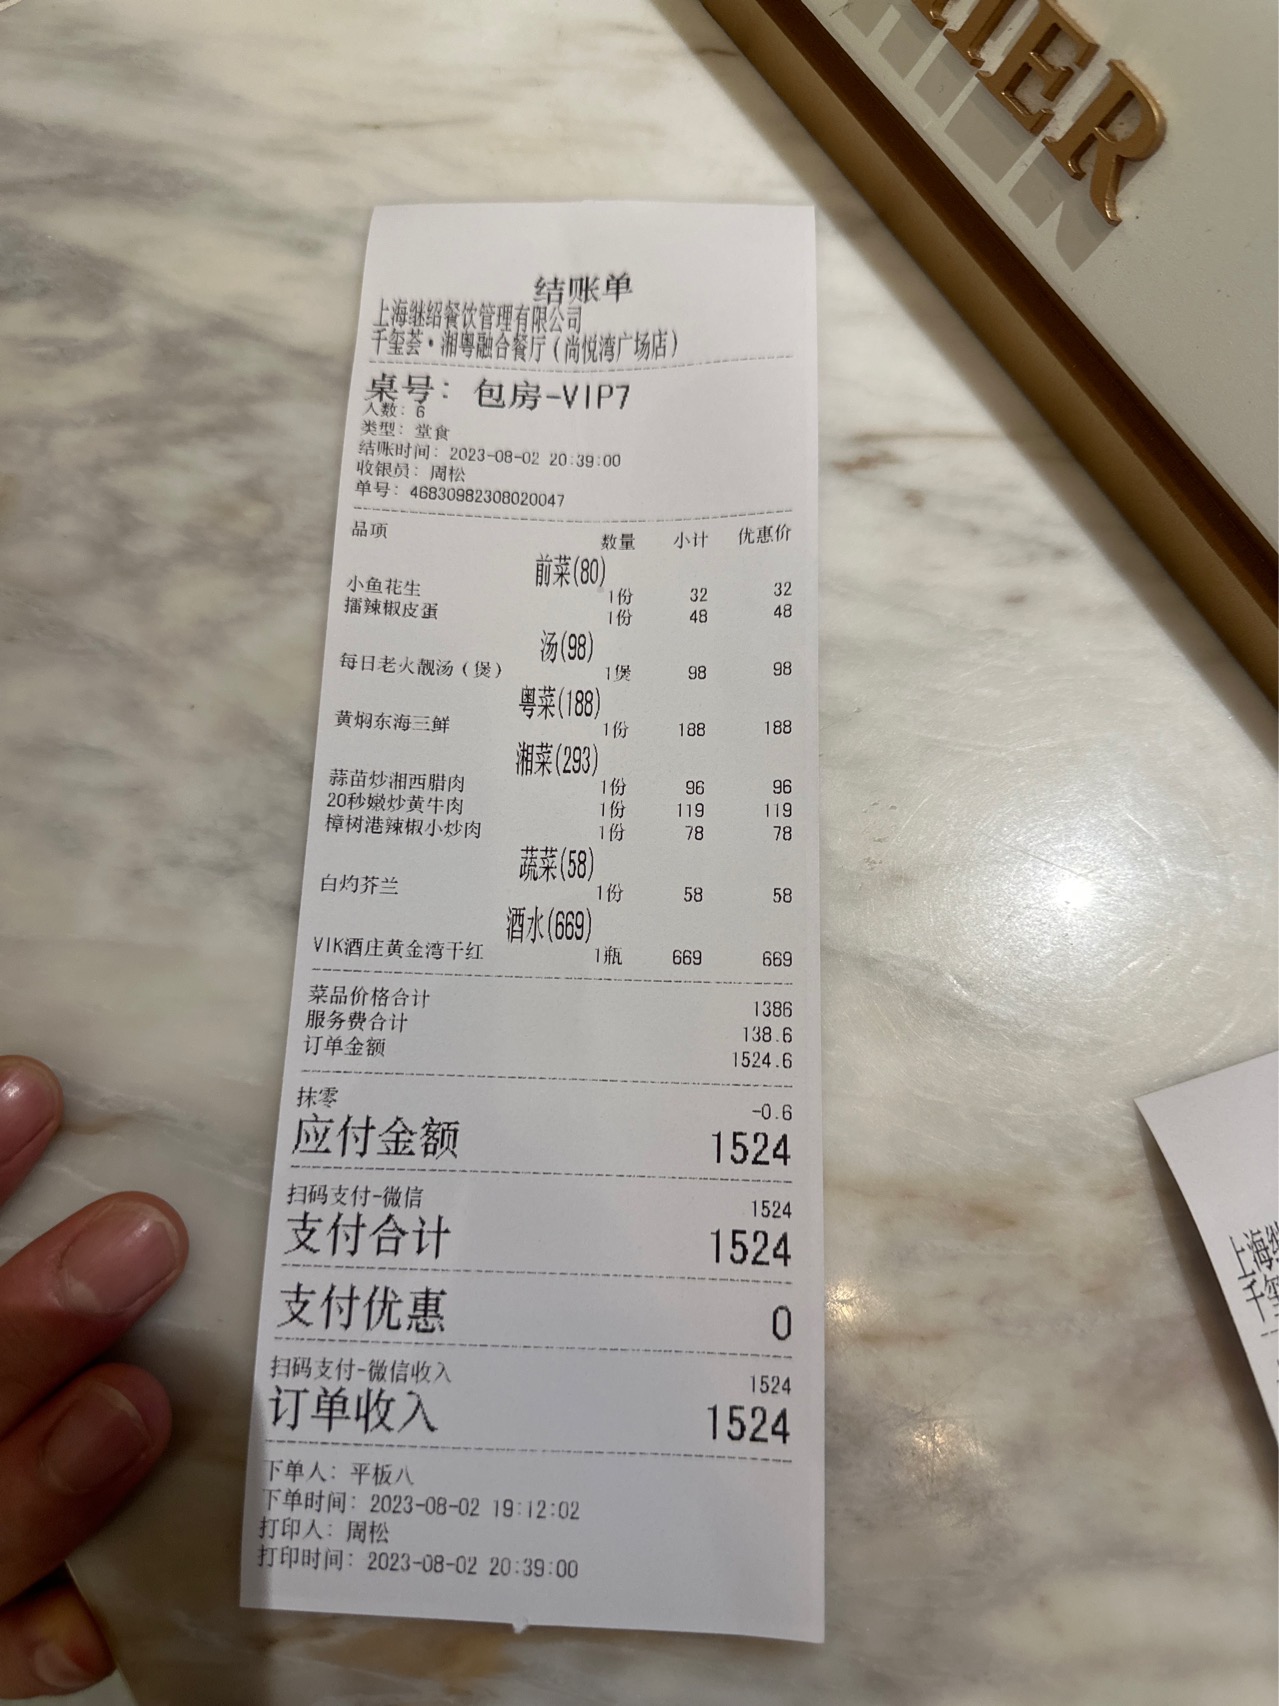 IER
结账单
上海继绍餐饮管理有限公司
千玺荟·湘粤融合餐厅(尚悦湾广场店)
桌号: 包房-VIP7
人数: 6
类型: 堂食
结账时间: 2023-08-02 20:39:00
收银员: 周松
单号: 46830982308020047
品项 数量 小计 优惠价
前菜(80)
小鱼花生 1份 32 32
擂辣椒皮蛋 1份 48 48
汤(98)
每日老火靓汤(煲) 1煲 98 98
粤菜(188)
黄焖东海三鲜 1份 188 188
湘菜(293)
蒜苗炒湘西腊肉 1份 96 96
20秒嫩炒黄牛肉 1份 119 119
樟树港辣椒小炒肉 1份 78 78
蔬菜(58)
白灼芥兰 1份 58 58
酒水(669)
VIK酒庄黄金湾干红 1瓶 669 669
菜品价格合计 1386
服务费合计 138.6
订单金额 1524.6
抹零 -0.6
应付金额 1524
扫码支付-微信 1524
支付合计 1524
支付优惠 0
扫码支付-微信收入 1524
订单收入 1524
下单人: 平板八
下单时间: 2023-08-02 19:12:02
打印人: 周松
打印时间: 2023-08-02 20:39:00
上海继
千玺